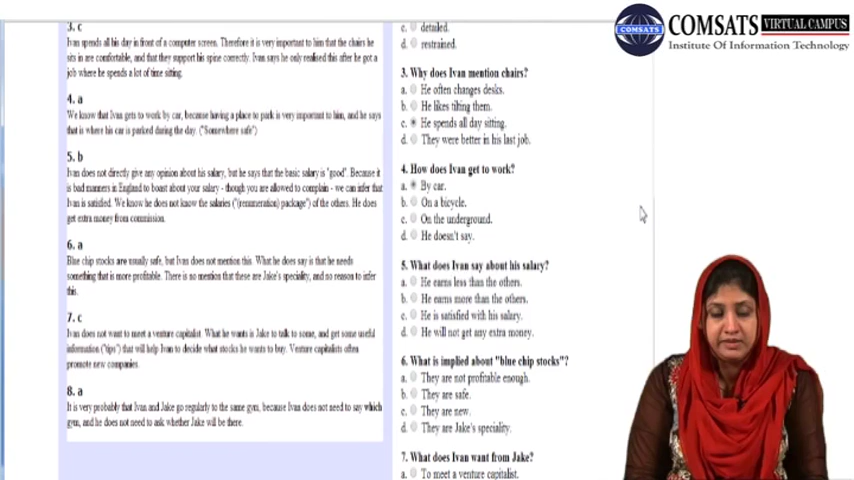 3. c
Ivan spends all his day in front of a computer screen. Therefore it is very important to him that the chairs he
sits in are comfortable, and that they support his spine correctly. Ivan says he only realised this after he got a
job where he spends a lot of time sitting.
4. a
We know that Ivan gets to work by car, because having a place to park is very important to him, and he says
that is where his car is parked during the day. ("Somewhere safe")
5. b
Ivan does not directly give any opinion about his salary, but he says that the basic salary is "good". Because it
is bad manners in England to boast about your salary - though you are allowed to complain - we can infer that
Ivan is satisfied. We know he does not know the salaries ("(renumeration) package") of the others. He does
get extra money from commission.
6. a
Blue chip stocks are usually safe, but Ivan does not mention this. What he does say is that he needs
something that is more profitable. There is no mention that these are Jake's speciality, and no reason to infer
this.
7. c
Ivan does not want to meet a venture capitalist. What he wants is Jake to talk to some, and get some useful
information ("tips") that will help Ivan to decide what stocks he wants to buy. Venture capitalists often
promote new companies.
8. a
It is very probably that Ivan and Jake go regularly to the same gym, because Ivan does not need to say which
gym, and he does not need to ask whether Jake will be there.
c. detailed.
d. restrained.
3. Why does Ivan mention chairs?
a. He often changes desks.
b. He likes tilting them.
c. He spends all day sitting.
d. They were better in his last job.
4. How does Ivan get to work?
a. By car.
b. On a bicycle.
c. On the underground.
d. He doesn't say.
5. What does Ivan say about his salary?
a. He earns less than the others.
b. He earns more than the others.
c. He is satisfied with his salary.
d. He will not get any extra money.
6. What is implied about "blue chip stocks"?
a. They are not profitable enough.
b. They are safe.
c. They are new.
d. They are Jake's speciality.
7. What does Ivan want from Jake?
a. To meet a venture capitalist.
COMSATS
COMSATS VIRTUAL CAMPUS
Institute Of Information Technology